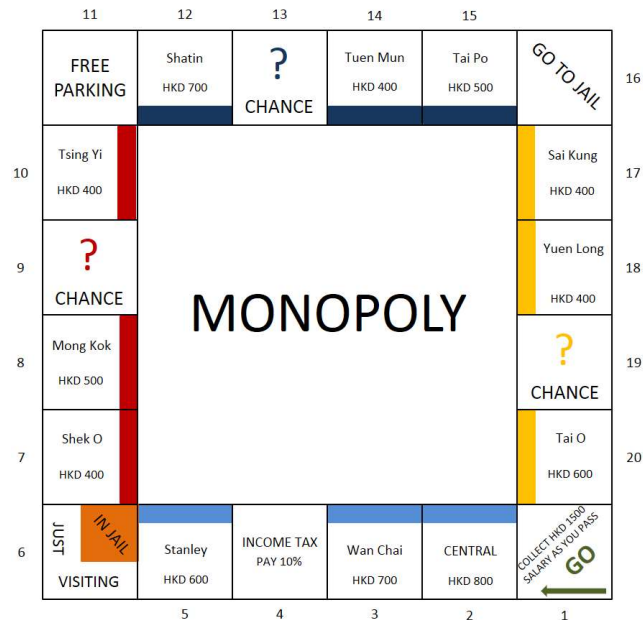 11
12
13
14
15
FREE
PARKING
Shatin
HKD 700
?
CHANCE
Tuen Mun
HKD 400
Tai Po
HKD 500
GO TO JAIL
16
10
Tsing Yi
HKD 400
Sai Kung
HKD 400
17
9
?
CHANCE
Yuen Long
HKD 400
18
MONOPOLY
8
Mong Kok
HKD 500
?
CHANCE
19
7
Shek O
HKD 400
Tai O
HKD 600
20
6
JUST
IN JAIL
VISITING
Stanley
HKD 600
INCOME TAX
PAY 10%
Wan Chai
HKD 700
CENTRAL
HKD 800
COLLECT HKD 1500
SALARY AS YOU PASS
GO
5
4
3
2
1